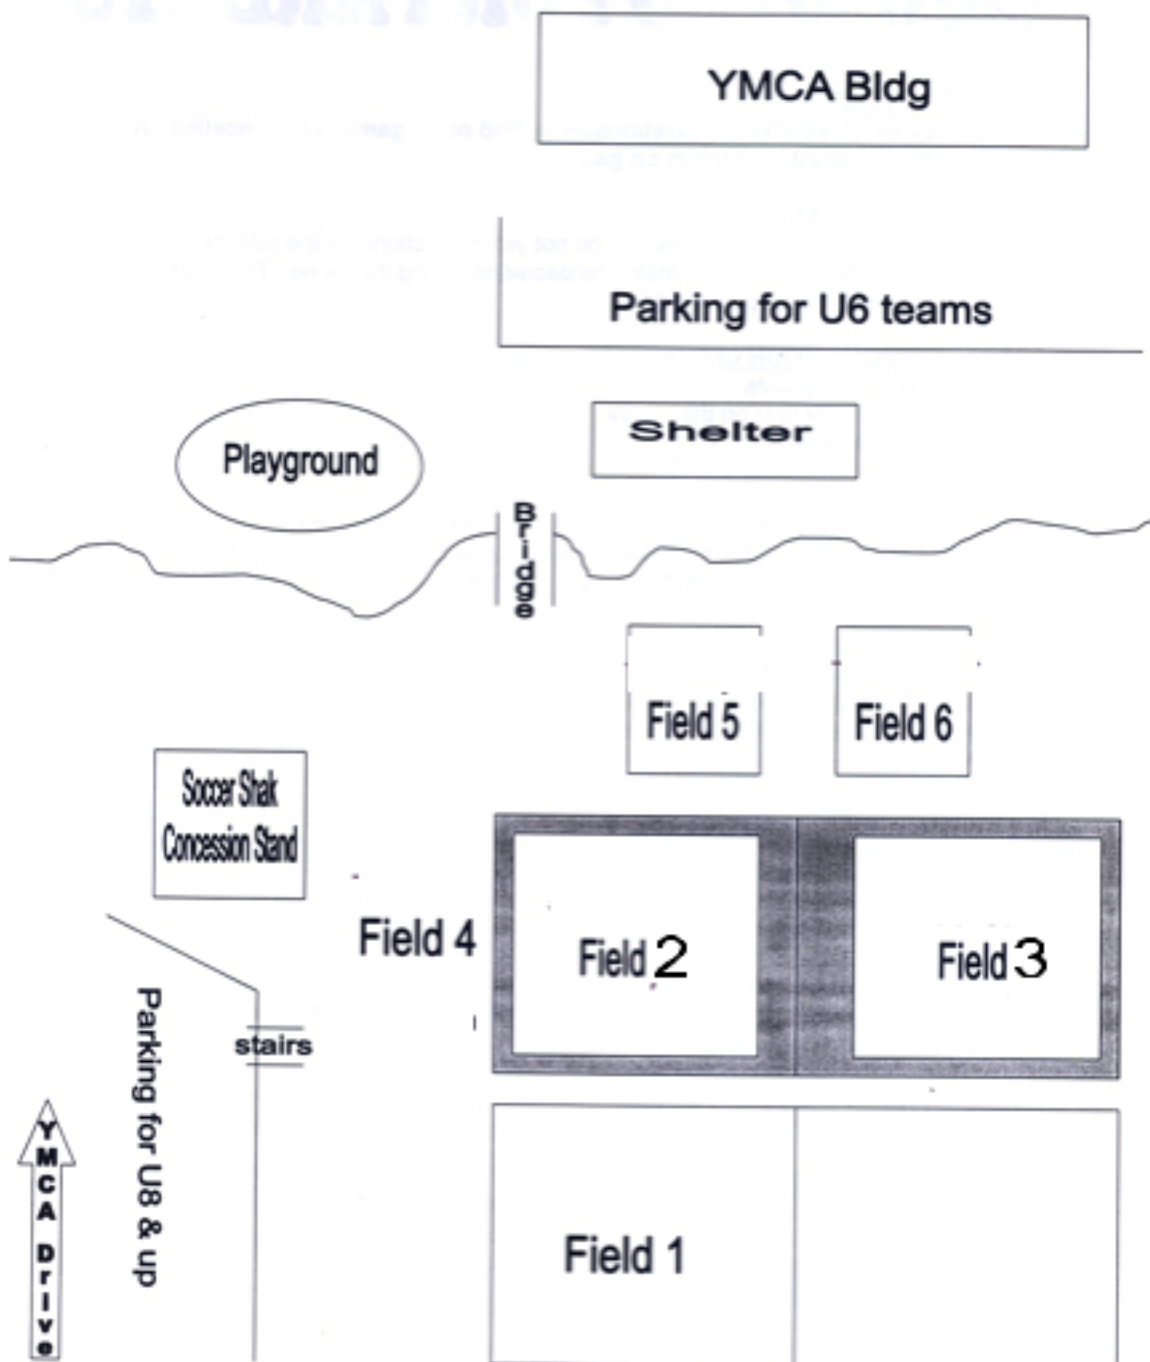 YMCA Bldg
Parking for U6 teams
Shelter
Playground
Bridge
Field 5
Field 6
Soccer Shak
Concession Stand
Field 4
Field 2
Field 3
stairs
Parking for U8 & up
YMCA Drive
Field 1